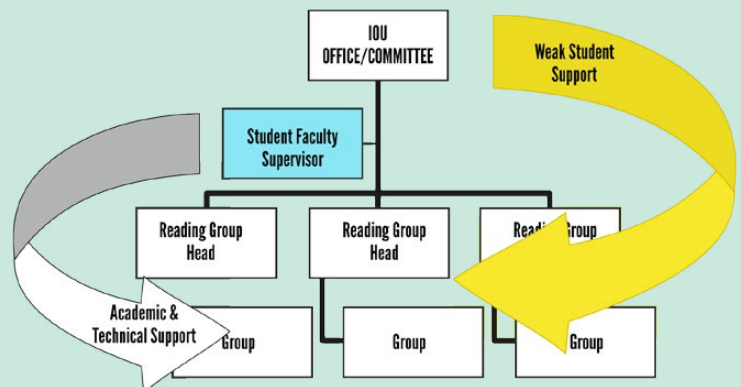 IOU
OFFICE/COMMITTEE
Weak Student
Support
Student Faculty
Supervisor
Reading Group
Head
Reading Group
Head
Reading Group
Academic &
Technical Support
Group
Group
Group